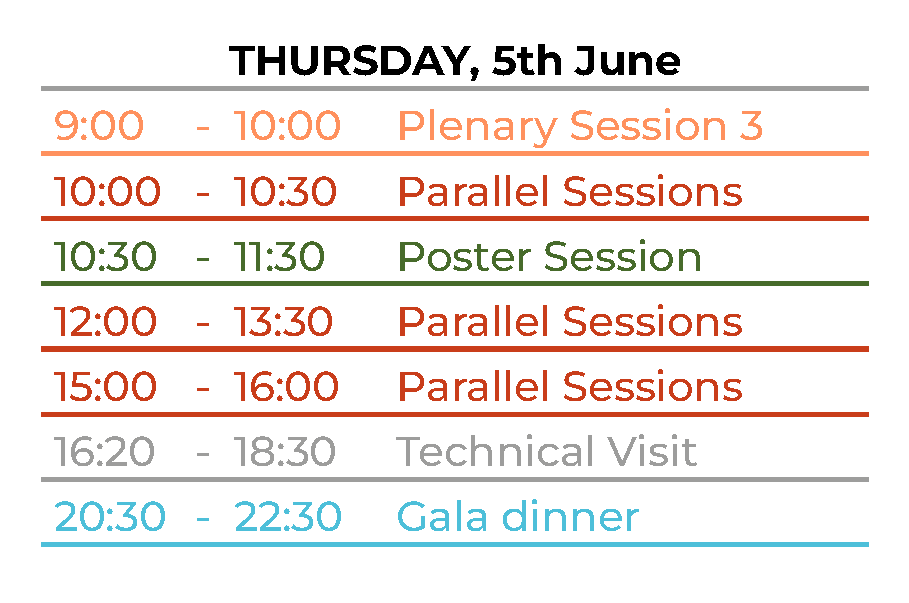 THURSDAY, 5th June
9:00 - 10:00 Plenary Session 3
10:00 - 10:30 Parallel Sessions
10:30 - 11:30 Poster Session
12:00 - 13:30 Parallel Sessions
15:00 - 16:00 Parallel Sessions
16:20 - 18:30 Technical Visit
20:30 - 22:30 Gala dinner